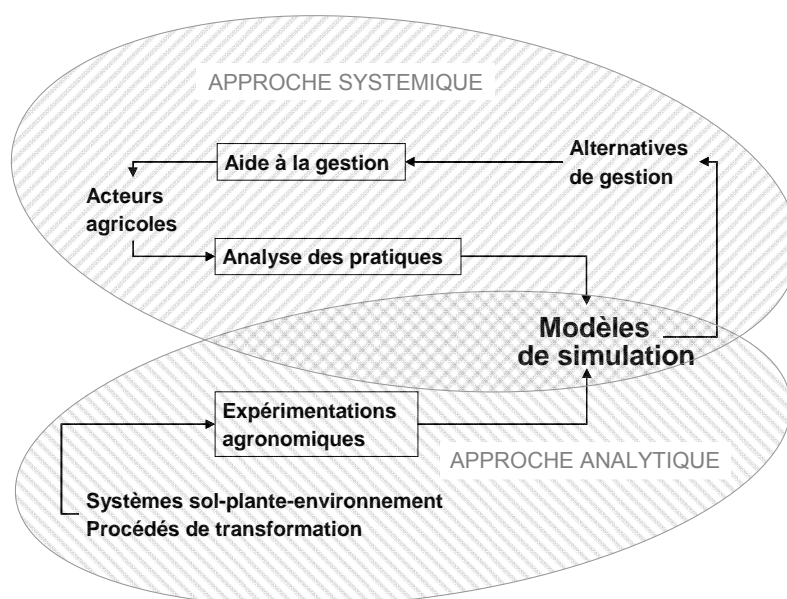 APPROCHE SYSTEMIQUE
Aide à la gestion
Alternatives
de gestion
Acteurs
agricoles
Analyse des pratiques
Modèles
de simulation
Expérimentations
agronomiques
APPROCHE ANALYTIQUE
Systèmes sol-plante-environnement
Procédés de transformation